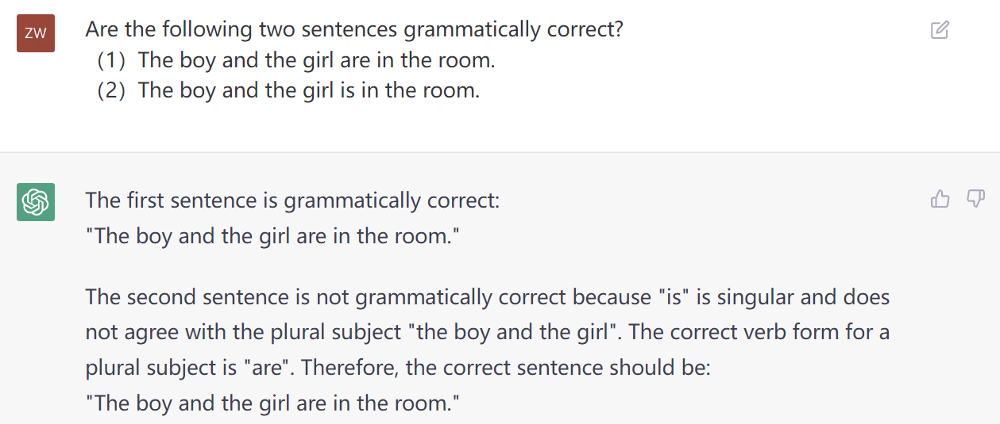 ZW
Are the following two sentences grammatically correct?
（1）The boy and the girl are in the room.
（2）The boy and the girl is in the room.
The first sentence is grammatically correct:
"The boy and the girl are in the room."
The second sentence is not grammatically correct because "is" is singular and does
not agree with the plural subject "the boy and the girl". The correct verb form for a
plural subject is "are". Therefore, the correct sentence should be:
"The boy and the girl are in the room."